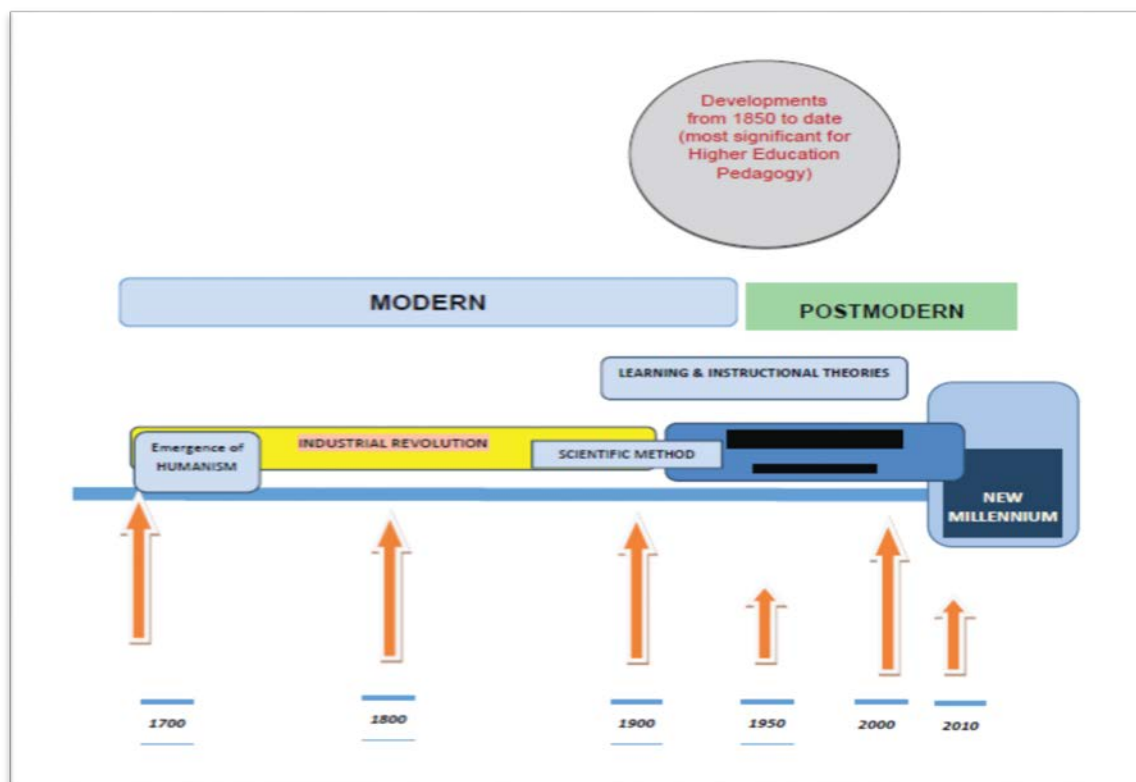 Developments
from 1850 to date
(most significant for
Higher Education
Pedagogy)
MODERN
POSTMODERN
LEARNING & INSTRUCTIONAL THEORIES
Emergence of
HUMANISM
INDUSTRIAL REVOLUTION
SCIENTIFIC METHOD
NEW
MILLENNIUM
1700
1800
1900
1950
2000
2010